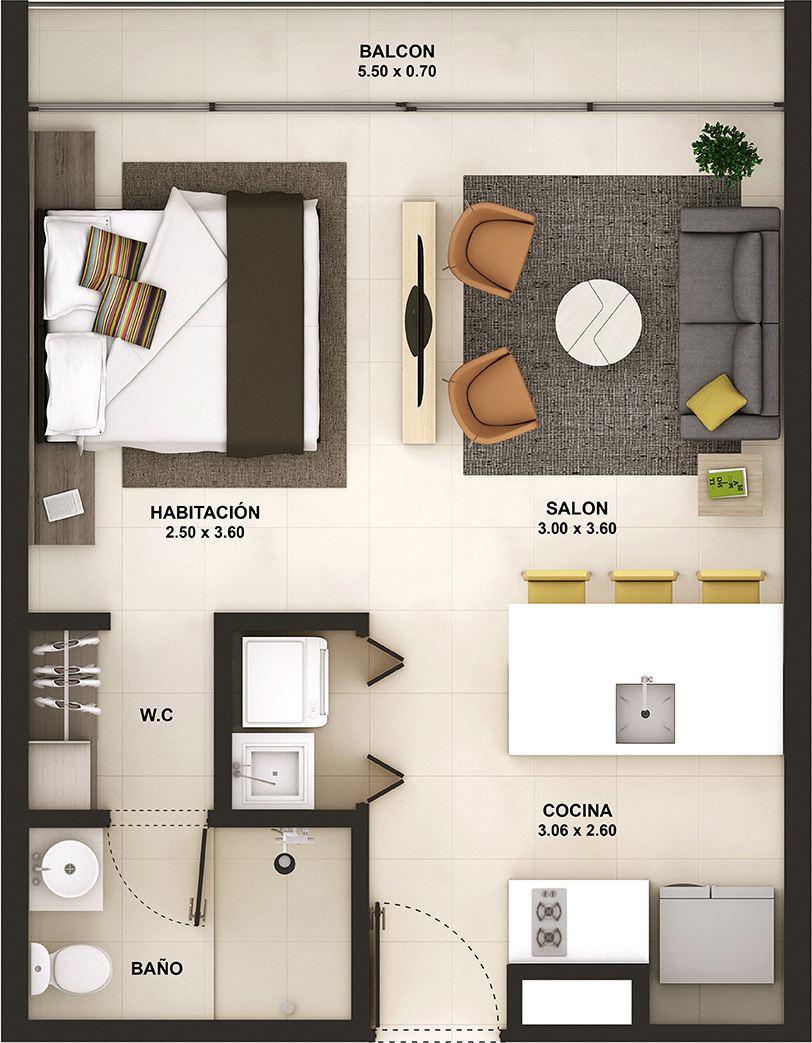 BALCON
5.50 x 0.70
HABITACIÓN
2.50 x 3.60
SALON
3.00 x 3.60
W.C
COCINA
3.06 x 2.60
BAÑO